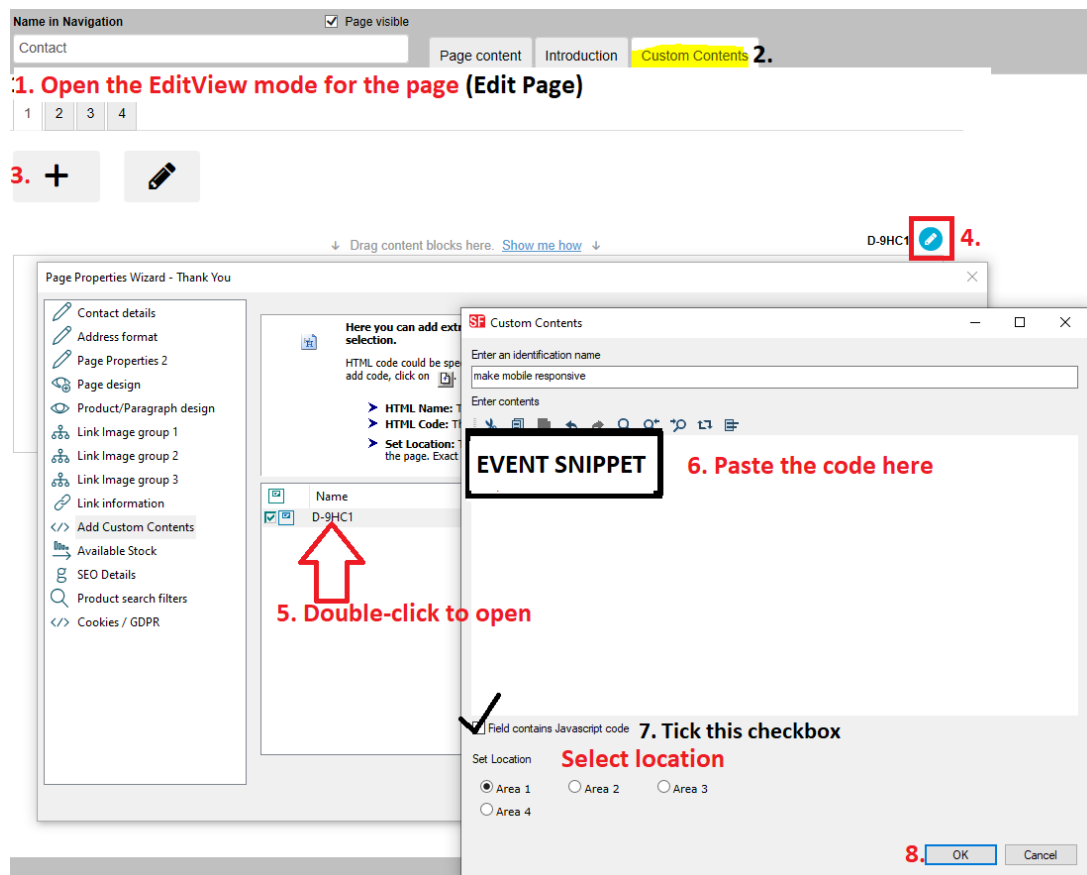 Name in Navigation
Page visible
Contact
Page content
Introduction
Custom Contents
2.
1. Open the EditView mode for the page (Edit Page)
1 2 3 4
3. +
Drag content blocks here. Show me how
D-9HC1
4.
Page Properties Wizard - Thank You
Contact details
Address format
Page Properties 2
Page design
Product/Paragraph design
Link Image group 1
Link Image group 2
Link Image group 3
Link information
Add Custom Contents
Available Stock
SEO Details
Product search filters
Cookies / GDPR
Here you can add extr
selection.
HTML code could be spe
add code, click on
HTML Name: T
HTML Code: Th
Set Location: T
the page. Exact
Name
D-9HC1
5. Double-click to open
SF Custom Contents
Enter an identification name
make mobile responsive
Enter contents
EVENT SNIPPET
6. Paste the code here
Field contains Javascript code
7. Tick this checkbox
Set Location
Select location
Area 1
Area 2
Area 3
Area 4
8.
OK
Cancel